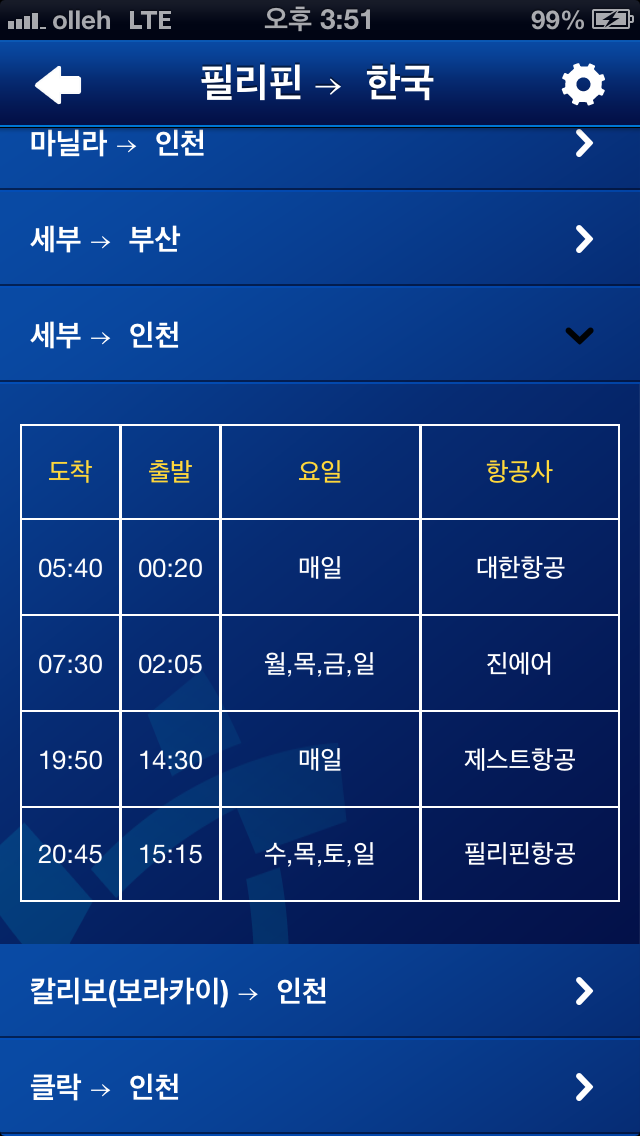 olleh LTE 오후 3:51 99%
필리핀 → 한국
마닐라 → 인천
세부 → 부산
세부 → 인천
도착 출발 요일 항공사
05:40 00:20 매일 대한항공
07:30 02:05 월,목,금,일 진에어
19:50 14:30 매일 제스트항공
20:45 15:15 수,목,토,일 필리핀항공
칼리보(보라카이) → 인천
클락 → 인천